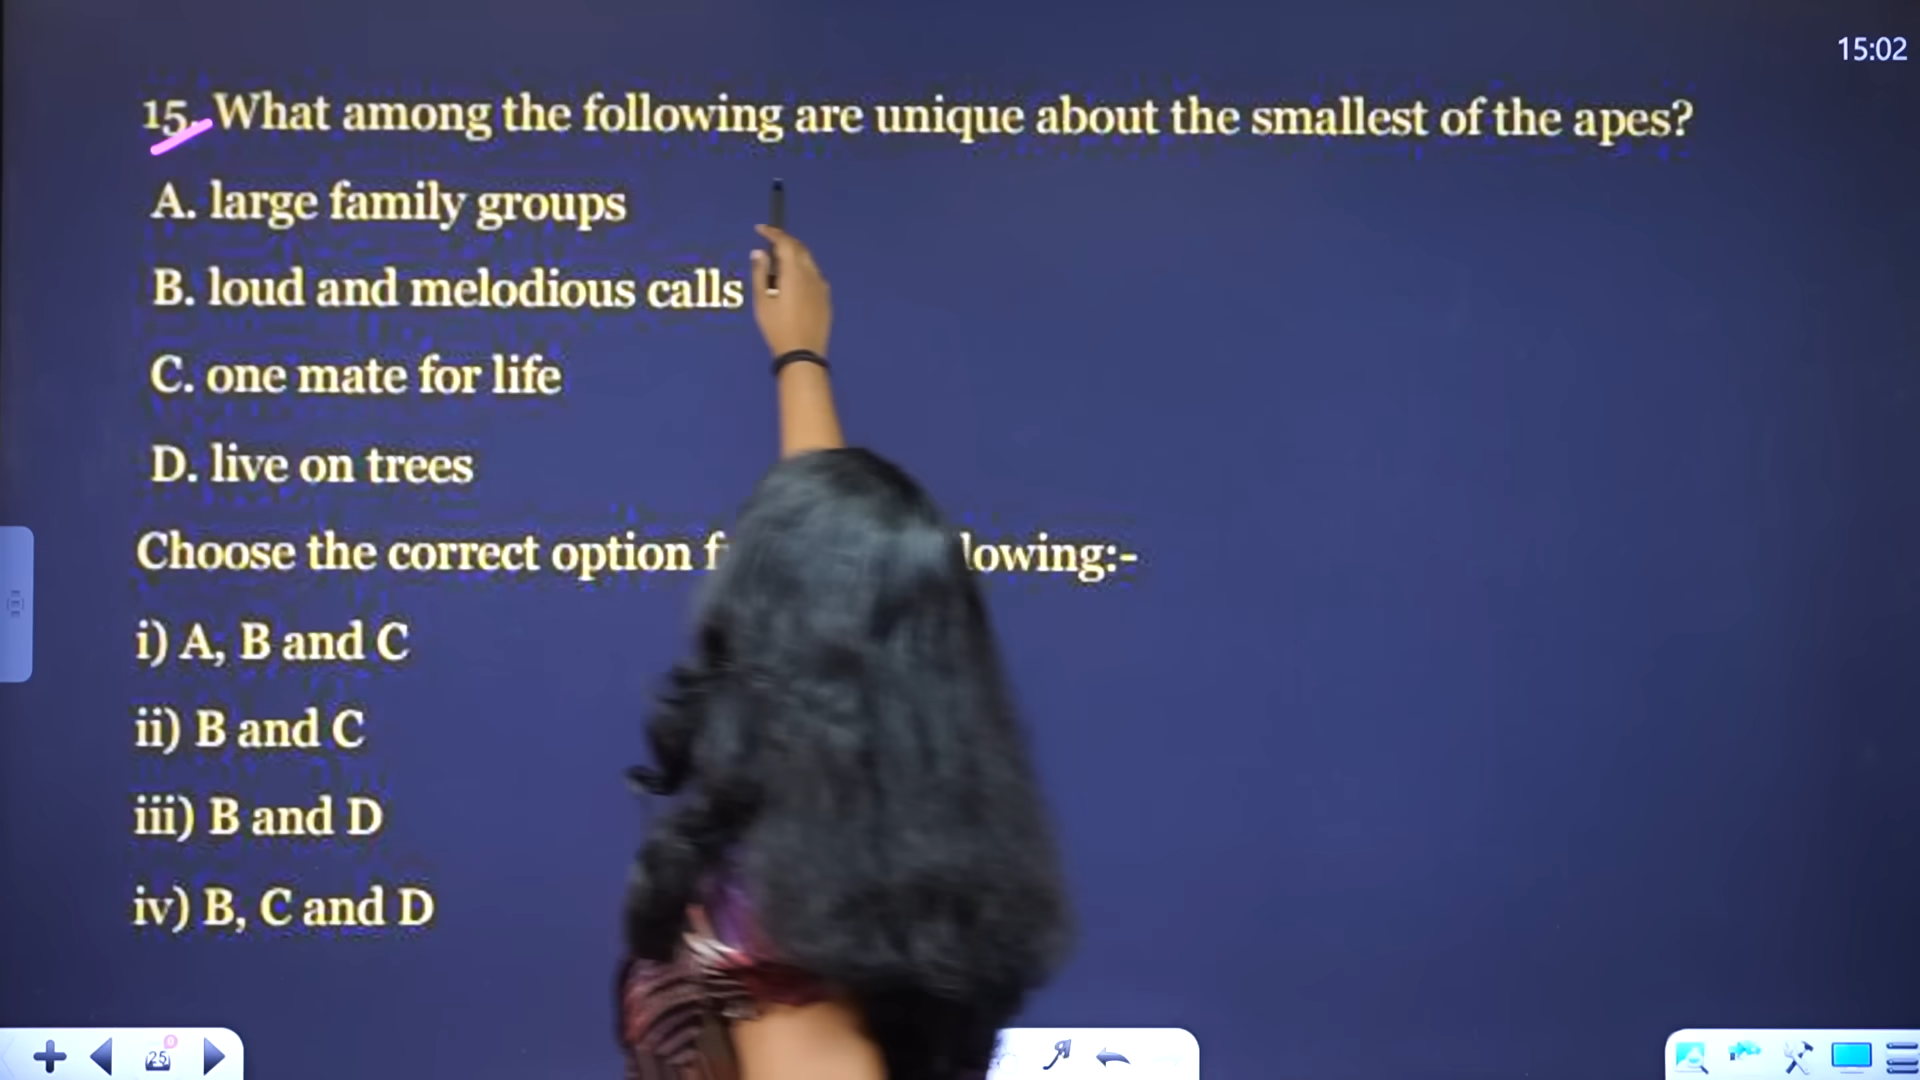 15:02
15. What among the following are unique about the smallest of the apes?
A. large family groups
B. loud and melodious calls
C. one mate for life
D. live on trees
Choose the correct option f lowing:-
i) A, B and C
ii) B and C
iii) B and D
iv) B, C and D
25
0